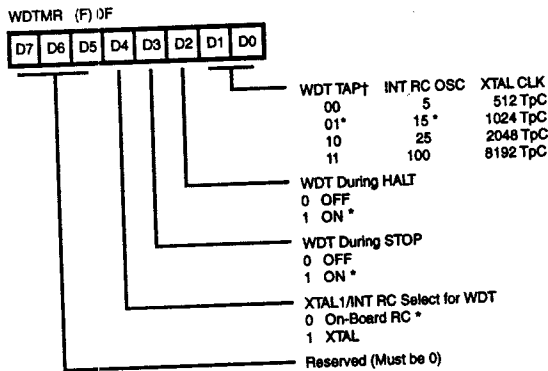 WDTMR (F) 0F
D7 D6 D5 D4 D3 D2 D1 D0
WDT TAP† INT RC OSC XTAL CLK
00 5 512 TpC
01* 15* 1024 TpC
10 25 2048 TpC
11 100 8192 TpC
WDT During HALT
0 OFF
1 ON *
WDT During STOP
0 OFF
1 ON *
XTAL1/INT RC Select for WDT
0 On-Board RC *
1 XTAL
Reserved (Must be 0)